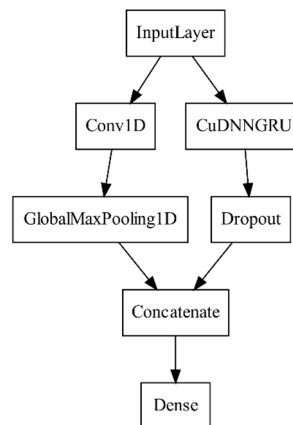 InputLayer
Conv1D
CuDNNGRU
GlobalMaxPooling1D
Dropout
Concatenate
Dense